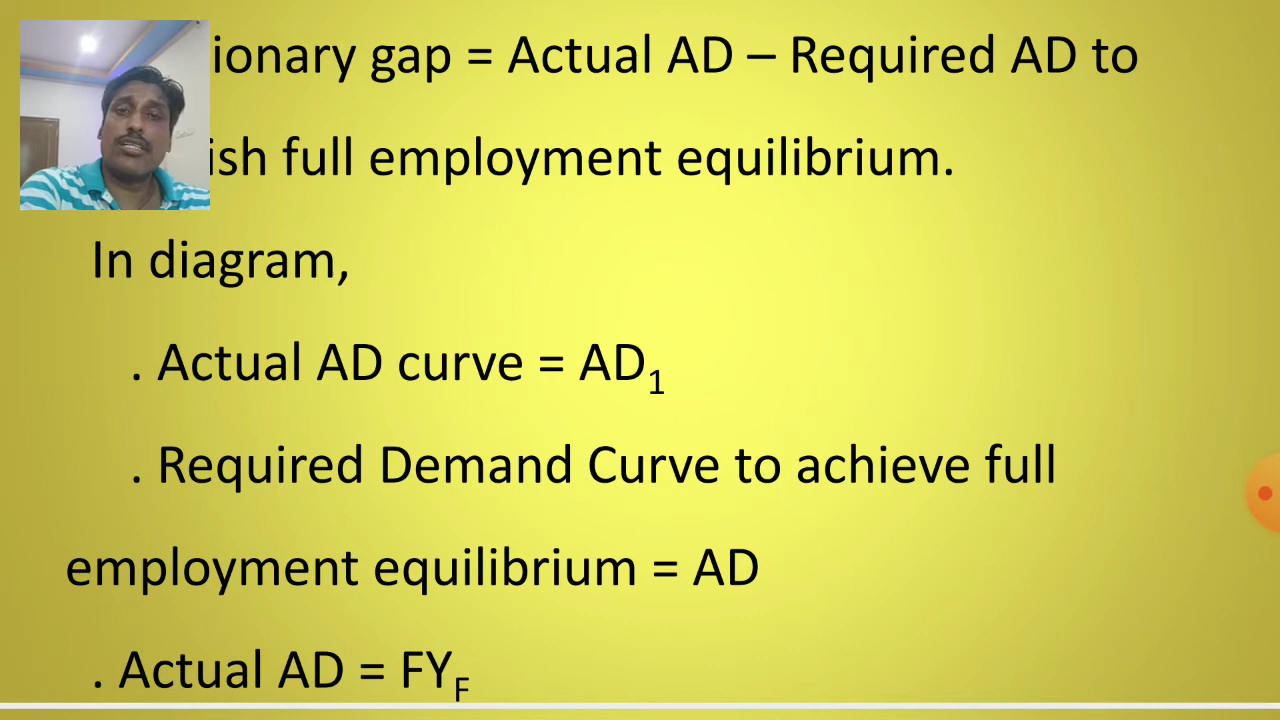 ionary gap = Actual AD – Required AD to
ish full employment equilibrium.
In diagram,
. Actual AD curve = AD₁
. Required Demand Curve to achieve full
employment equilibrium = AD
. Actual AD = FY_F